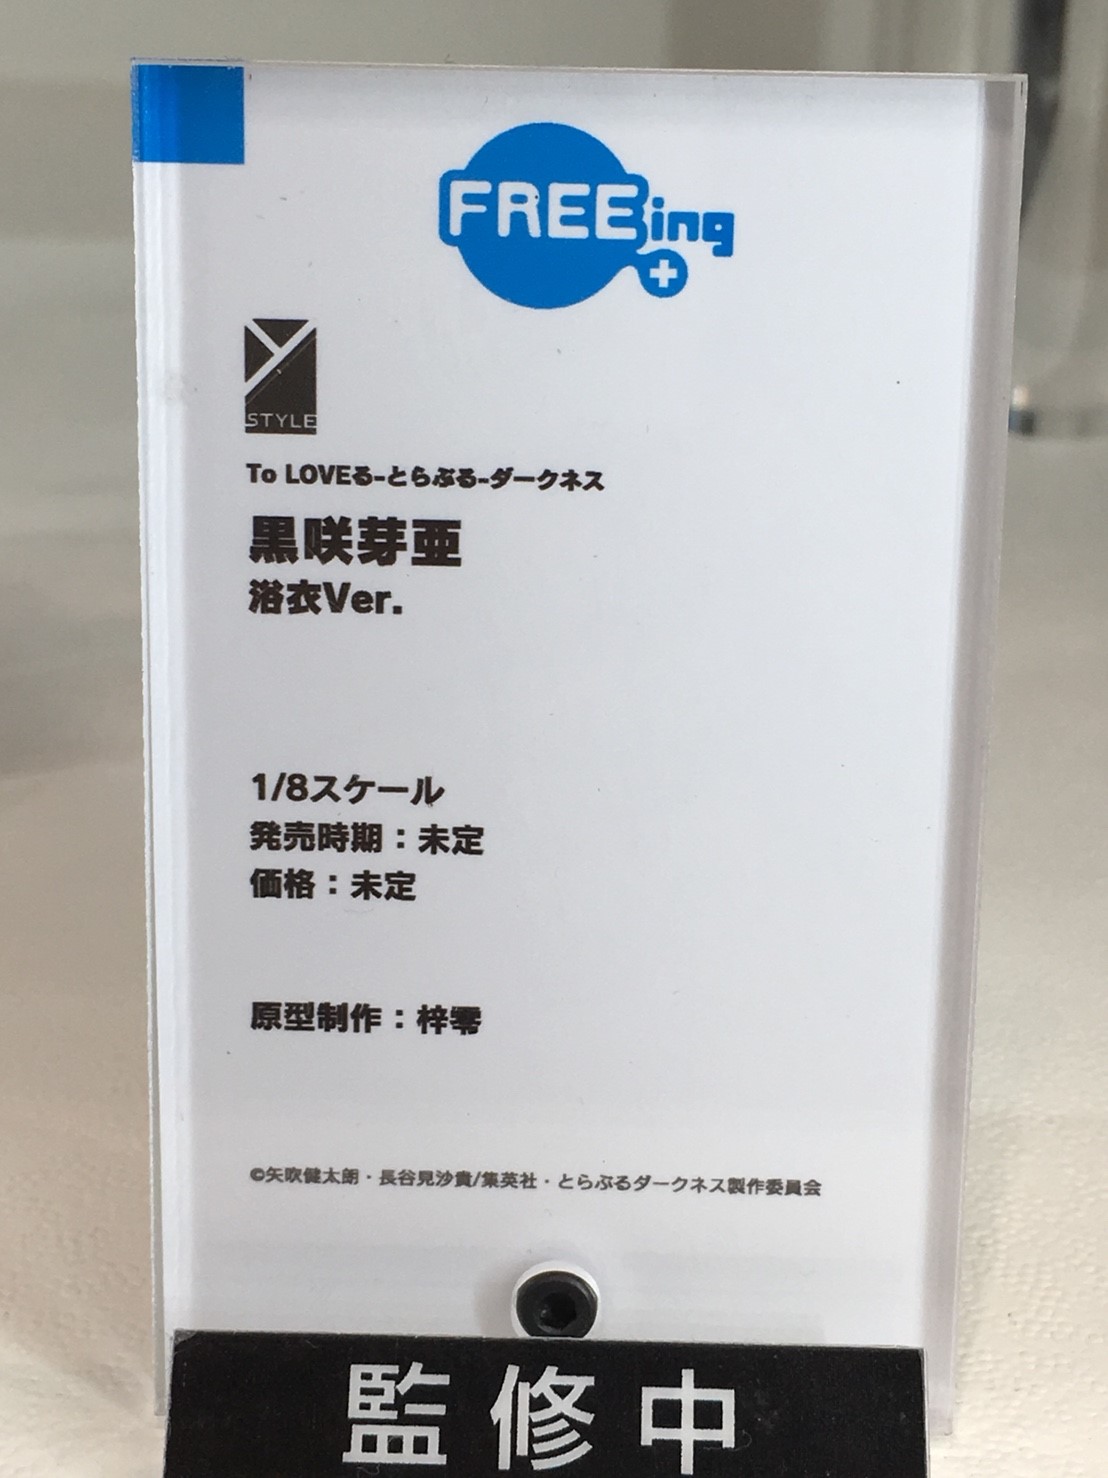 FREEing
Y
STYLE
To LOVEる-とらぶる-ダークネス
黒咲芽亜
浴衣Ver.
1/8スケール
発売時期：未定
価格：未定
原型制作：梓零
©矢吹健太朗・長谷見沙貴/集英社・とらぶるダークネス製作委員会
監修中